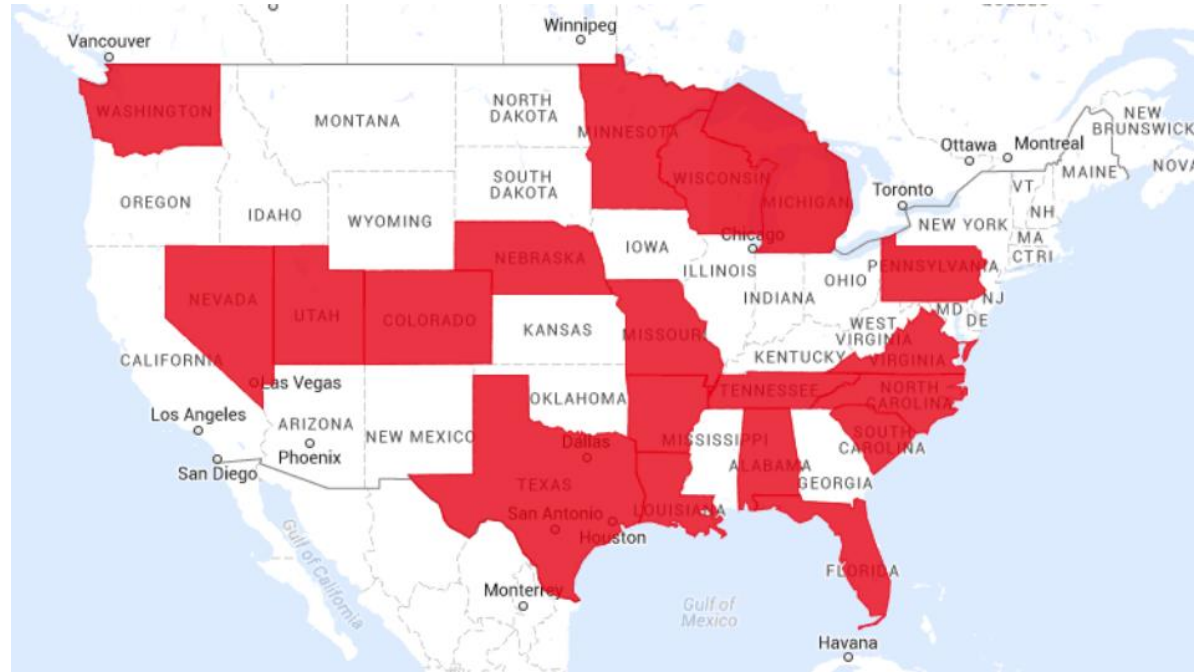 Winnipeg
Vancouver
WASHINGTON
MONTANA
NORTH
DAKOTA
MINNESOTA
Ottawa
Montreal
NEW
BRUNSWICK
NOVA
MAINE
OREGON
IDAHO
WYOMING
SOUTH
DAKOTA
WISCONSIN
MICHIGAN
Toronto
VT
NH
NEW YORK
MA
CT
RI
IOWA
Chicago
NEBRASKA
ILLINOIS
INDIANA
OHIO
PENNSYLVANIA
NJ
MD
DE
NEVADA
UTAH
COLORADO
KANSAS
MISSOURI
WEST
VIRGINIA
VIRGINIA
KENTUCKY
CALIFORNIA
Las Vegas
TENNESSEE
NORTH
CAROLINA
OKLAHOMA
Los Angeles
ARIZONA
NEW MEXICO
Phoenix
San Diego
Dallas
MISSISSIPPI
ALABAMA
SOUTH
CAROLINA
GEORGIA
TEXAS
San Antonio
Houston
LOUISIANA
FLORIDA
Gulf of California
Monterrey
Gulf of
Mexico
Havana